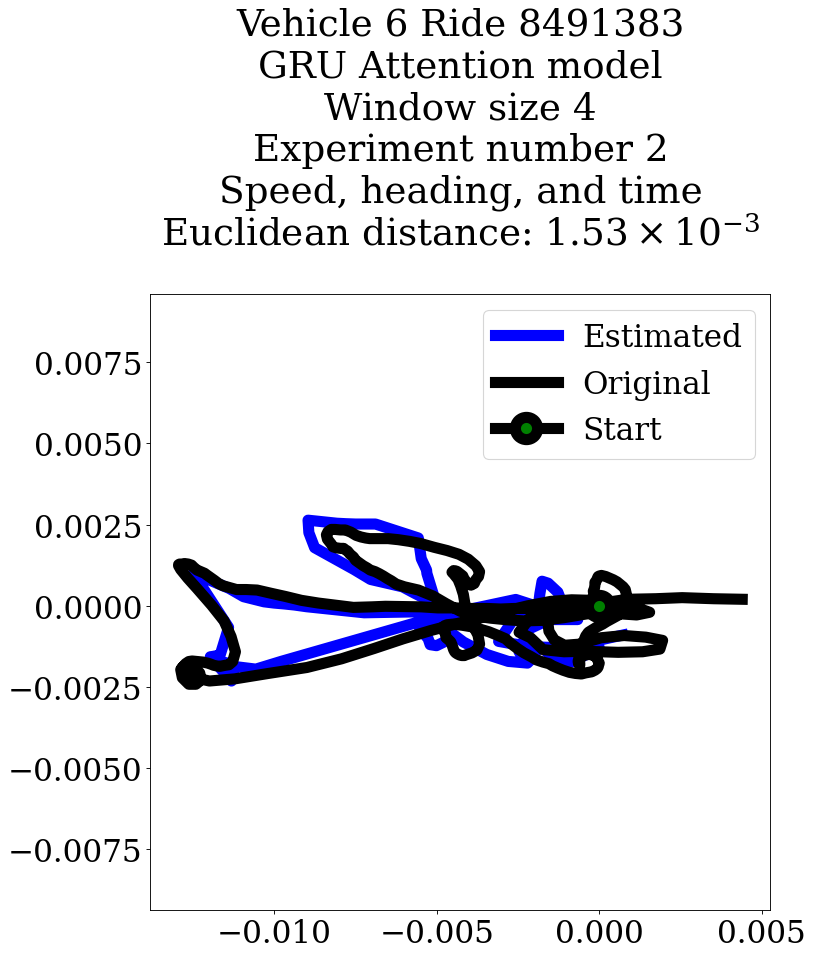 Vehicle 6 Ride 8491383
GRU Attention model
Window size 4
Experiment number 2
Speed, heading, and time
Euclidean distance: 1.53 × 10⁻³
Estimated
Original
Start
0.0075
0.0050
0.0025
0.0000
−0.0025
−0.0050
−0.0075
−0.010
−0.005
0.000
0.005